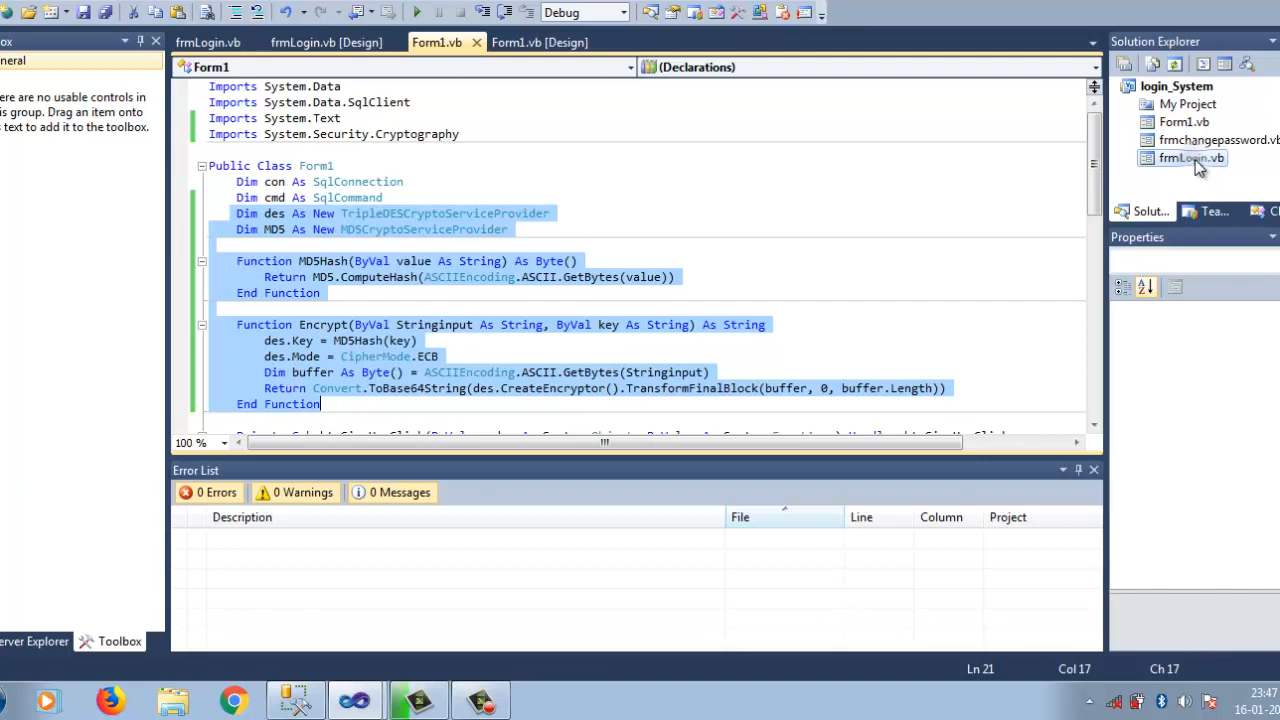 Debug
ox
frmLogin.vb
frmLogin.vb [Design]
Form1.vb
Form1.vb [Design]
Solution Explorer
eneral
Form1
(Declarations)
ere are no usable controls in
is group. Drag an item onto
s text to add it to the toolbox.
Imports System.Data
Imports System.Data.SqlClient
Imports System.Text
Imports System.Security.Cryptography
Public Class Form1
Dim con As SqlConnection
Dim cmd As SqlCommand
Dim des As New TripleDESCryptoServiceProvider
Dim MD5 As New MD5CryptoServiceProvider
Function MD5Hash(ByVal value As String) As Byte()
Return MD5.ComputeHash(ASCIIEncoding.ASCII.GetBytes(value))
End Function
Function Encrypt(ByVal Stringinput As String, ByVal key As String) As String
des.Key = MD5Hash(key)
des.Mode = CipherMode.ECB
Dim buffer As Byte() = ASCIIEncoding.ASCII.GetBytes(Stringinput)
Return Convert.ToBase64String(des.CreateEncryptor().TransformFinalBlock(buffer, 0, buffer.Length))
End Function
100 %
login_System
My Project
Form1.vb
frmchangepassword.vb
frmLogin.vb
Solut...
Tea...
Properties
Error List
0 Errors
0 Warnings
0 Messages
Description
File
Line
Column
Project
erver Explorer
Toolbox
Ln 21
Col 17
Ch 17
23:47
16-01-20